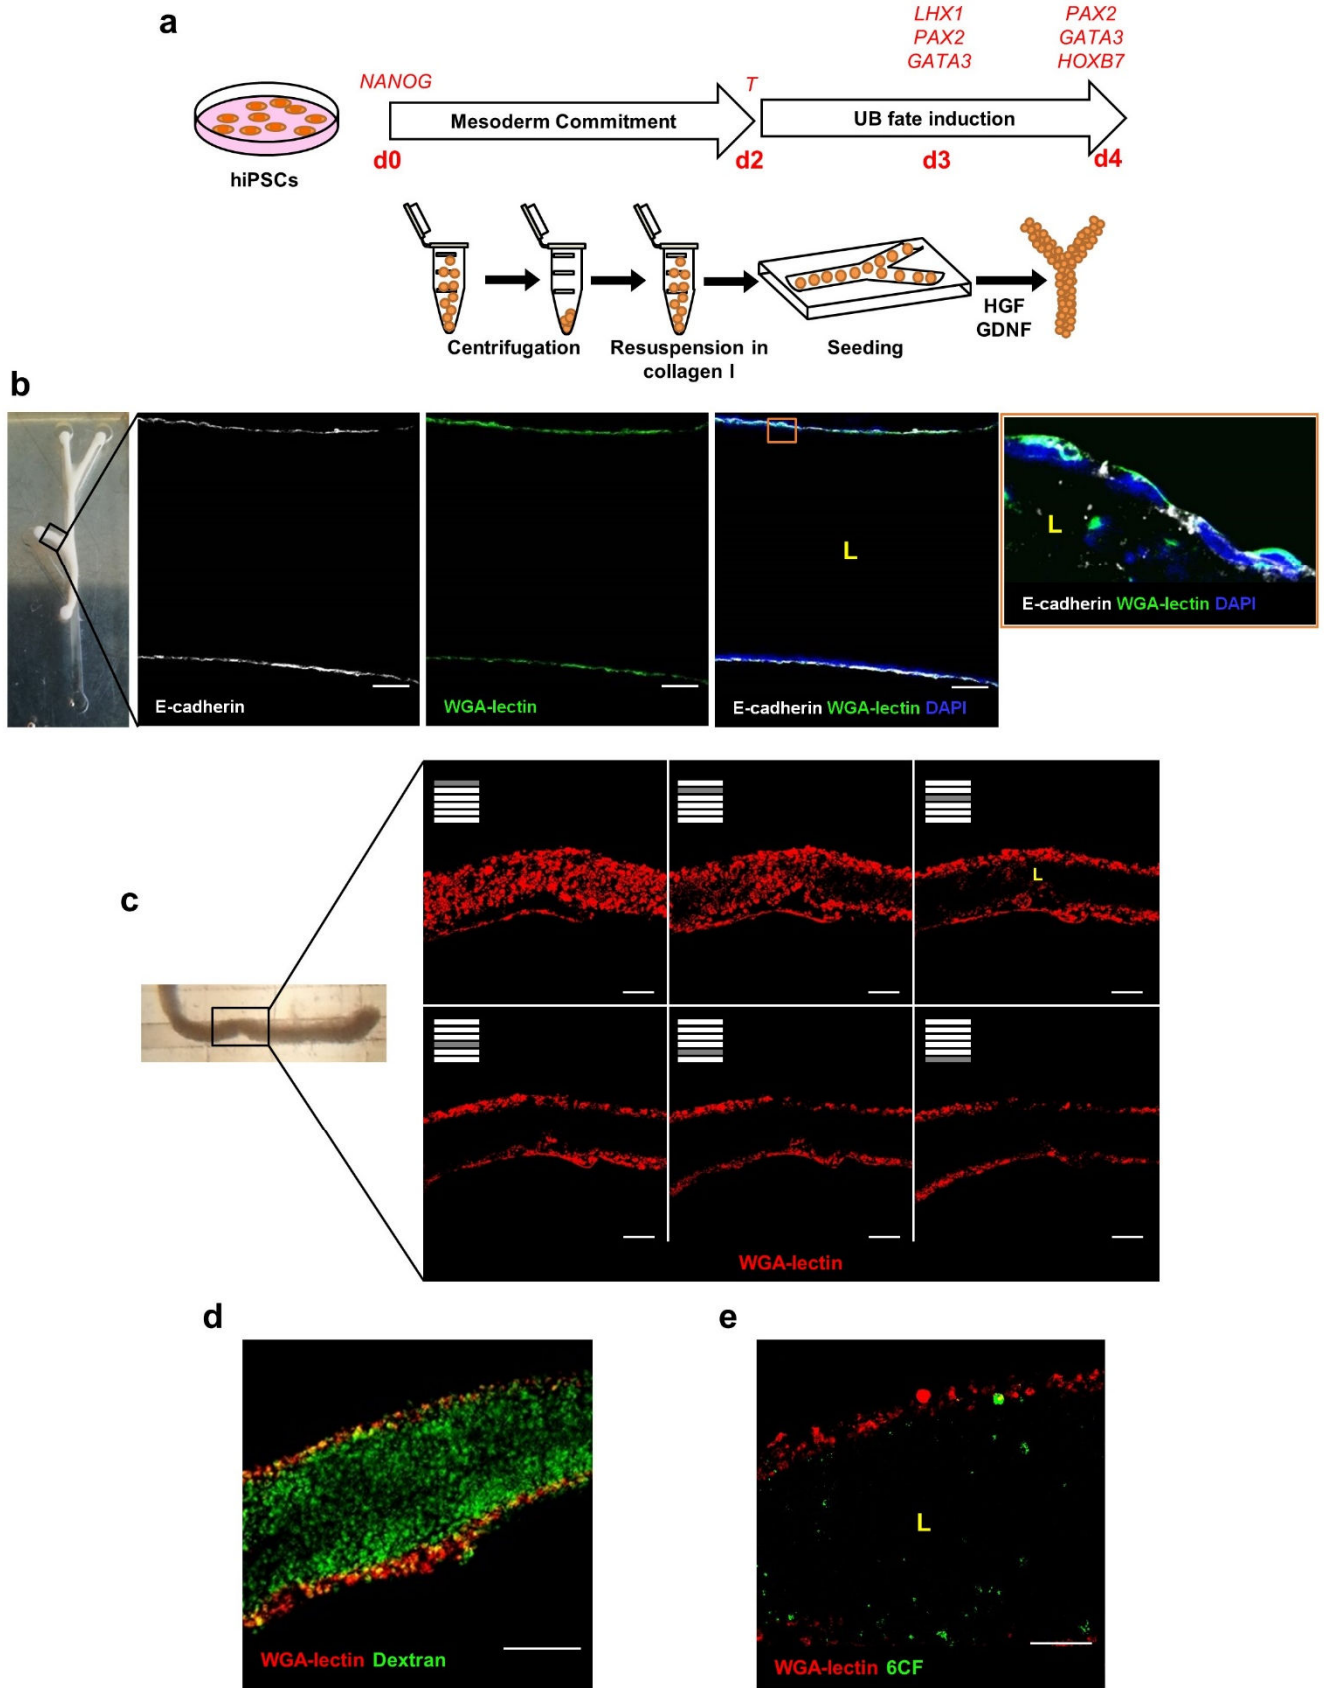 a
LHX1
PAX2
GATA3
PAX2
GATA3
HOXB7
NANOG
T
Mesoderm Commitment
UB fate induction
d0
d2
d3
d4
hiPSCs
HGF
GDNF
Centrifugation
Resuspension in
collagen I
Seeding
b
L
L
E-cadherin
WGA-lectin
E-cadherin WGA-lectin DAPI
E-cadherin WGA-lectin DAPI
c
L
WGA-lectin
d
e
L
WGA-lectin Dextran
WGA-lectin 6CF